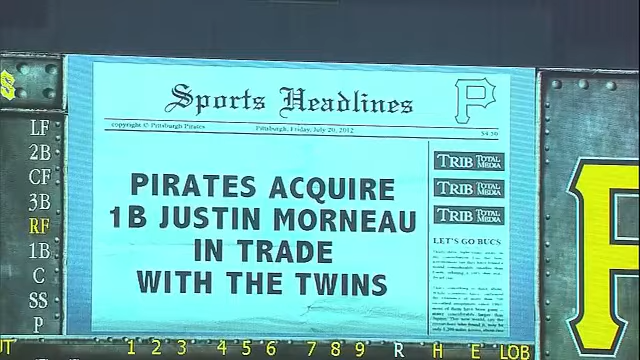 Sports Headlines
P
copyright © Pittsburgh Pirates
Pittsburgh, Friday, July 20, 2012
$4.50
PIRATES ACQUIRE
1B JUSTIN MORNEAU
IN TRADE
WITH THE TWINS
TRIB TOTAL MEDIA
TRIB TOTAL MEDIA
TRIB TOTAL MEDIA
LET'S GO BUCS
S
LF
2B
CF
3B
RF
1B
C
SS
P
P
1 2 3 4 5 6 7 8 9 R H E LOB